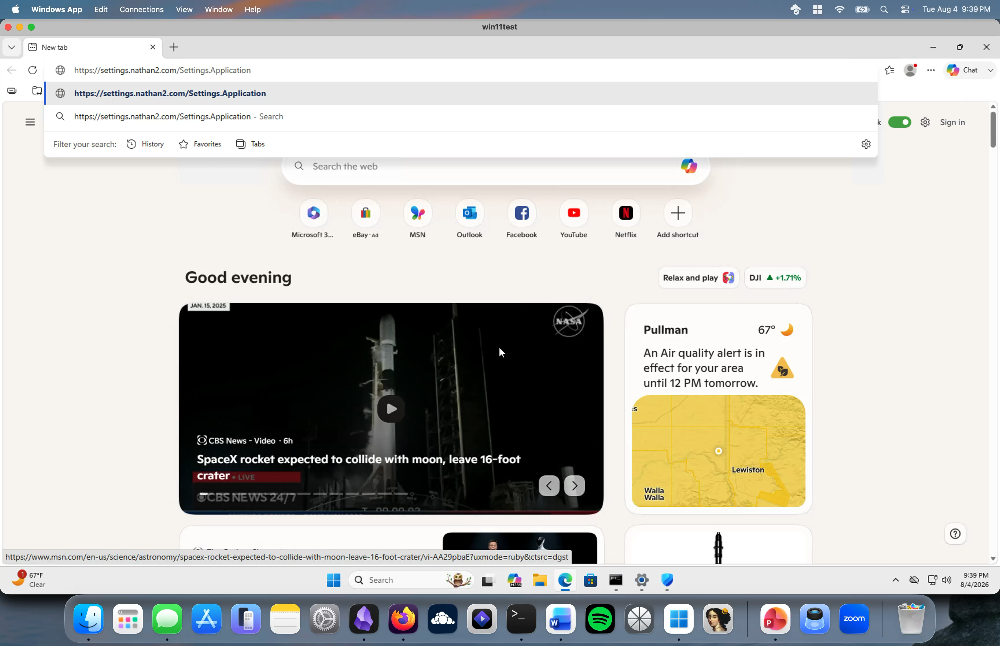 Windows App Edit Connections View Window Help
Tue Aug 4 9:39 PM
win11test
New tab
https://settings.nathan2.com/Settings.Application
Chat
https://settings.nathan2.com/Settings.Application
https://settings.nathan2.com/Settings.Application - Search
k
Sign in
Filter your search: History Favorites Tabs
Search the web
Microsoft 3...
eBay · Ad
MSN
Outlook
Facebook
YouTube
Netflix
Add shortcut
Good evening
Relax and play
DJI ▲ +1.71%
JAN. 15, 2025
NASA
CBS News - Video · 6h
SpaceX rocket expected to collide with moon, leave 16-foot
crater
• LIVE
CBS NEWS 24/7
Pullman
67°
An Air quality alert is in
effect for your area
until 12 PM tomorrow.
es
Lewiston
Walla
Walla
https://www.msn.com/en-us/science/astronomy/spacex-rocket-expected-to-collide-with-moon-leave-16-foot-crater/vi-AA29pbaE?uxmode=ruby&ctsrc=dgst
1
67°F
Clear
Search
M365
9:39 PM
8/4/2026
W
P
zoom